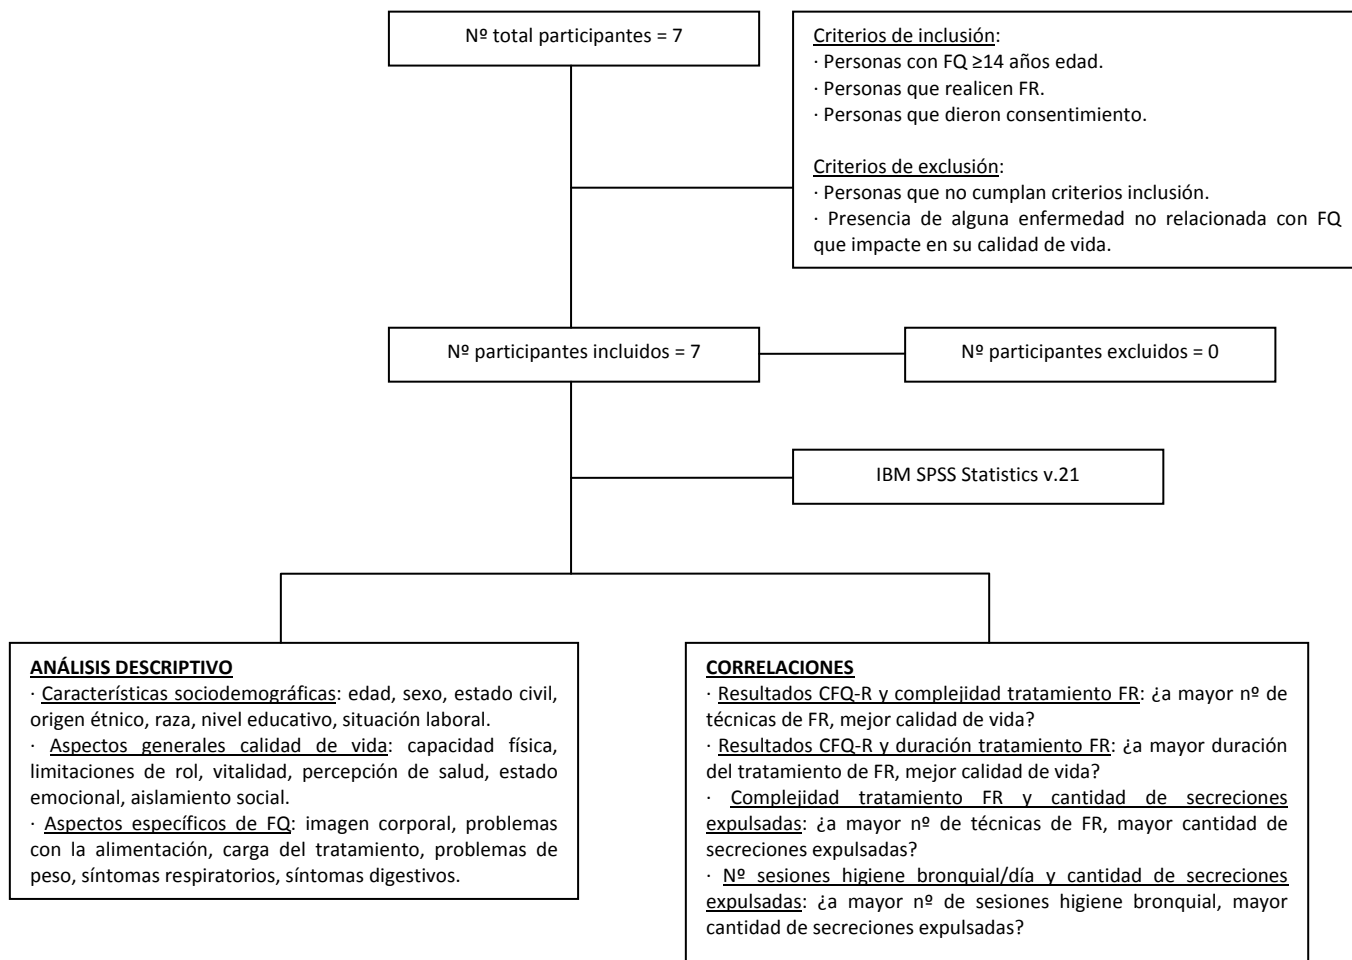 Nº total participantes = 7
Criterios de inclusión:
· Personas con FQ ≥14 años edad.
· Personas que realicen FR.
· Personas que dieron consentimiento.
Criterios de exclusión:
· Personas que no cumplan criterios inclusión.
· Presencia de alguna enfermedad no relacionada con FQ
que impacte en su calidad de vida.
Nº participantes incluidos = 7
Nº participantes excluidos = 0
IBM SPSS Statistics v.21
ANÁLISIS DESCRIPTIVO
· Características sociodemográficas: edad, sexo, estado civil,
origen étnico, raza, nivel educativo, situación laboral.
· Aspectos generales calidad de vida: capacidad física,
limitaciones de rol, vitalidad, percepción de salud, estado
emocional, aislamiento social.
· Aspectos específicos de FQ: imagen corporal, problemas
con la alimentación, carga del tratamiento, problemas de
peso, síntomas respiratorios, síntomas digestivos.
CORRELACIONES
· Resultados CFQ-R y complejidad tratamiento FR: ¿a mayor nº de
técnicas de FR, mejor calidad de vida?
· Resultados CFQ-R y duración tratamiento FR: ¿a mayor duración
del tratamiento de FR, mejor calidad de vida?
· Complejidad tratamiento FR y cantidad de secreciones
expulsadas: ¿a mayor nº de técnicas de FR, mayor cantidad de
secreciones expulsadas?
· Nº sesiones higiene bronquial/día y cantidad de secreciones
expulsadas: ¿a mayor nº de sesiones higiene bronquial, mayor
cantidad de secreciones expulsadas?